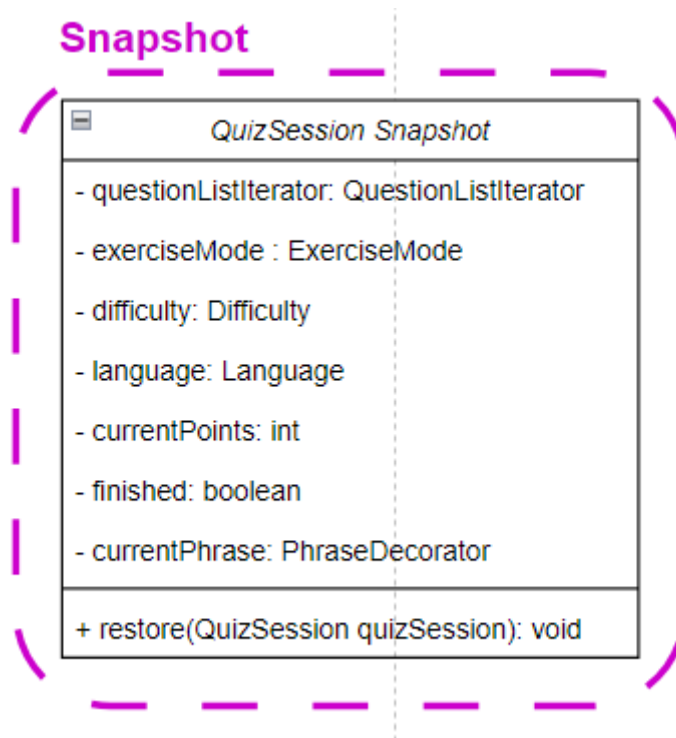 Snapshot
QuizSession Snapshot
- questionListIterator: QuestionListIterator
- exerciseMode : ExerciseMode
- difficulty: Difficulty
- language: Language
- currentPoints: int
- finished: boolean
- currentPhrase: PhraseDecorator
+ restore(QuizSession quizSession): void